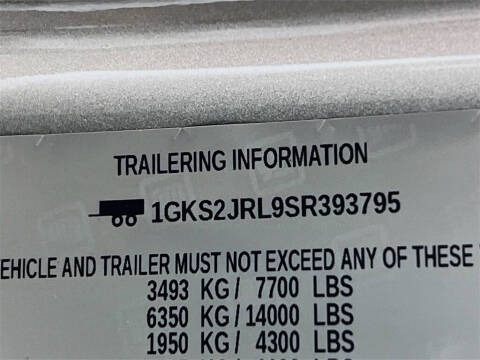 TRAILERING INFORMATION
1GKS2JRL9SR393795
VEHICLE AND TRAILER MUST NOT EXCEED ANY OF THESE
3493 KG/ 7700 LBS
6350 KG/14000 LBS
1950 KG/ 4300 LBS